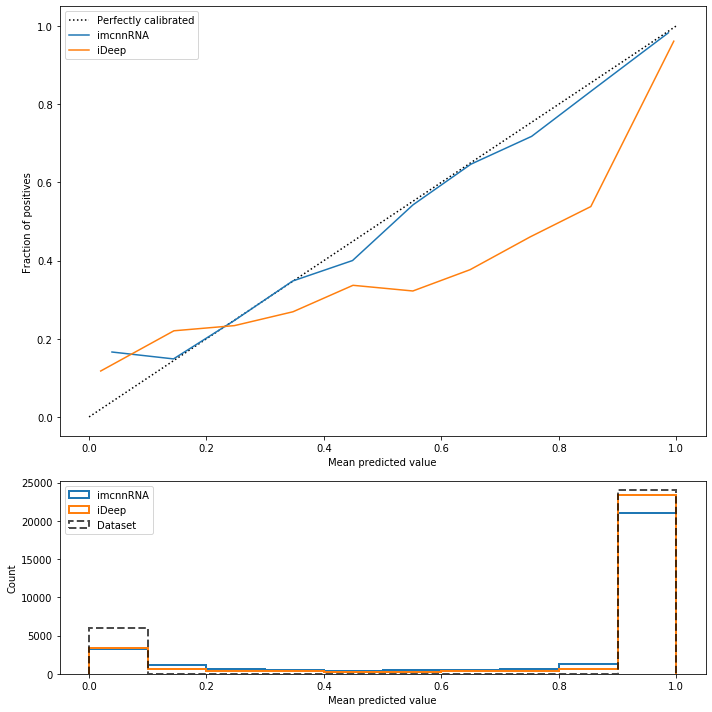 Perfectly calibrated
imcnnRNA
iDeep
1.0
0.8
0.6
0.4
0.2
0.0
Fraction of positives
0.0 0.2 0.4 0.6 0.8 1.0
Mean predicted value
imcnnRNA
iDeep
Dataset
25000
20000
15000
10000
5000
0
Count
0.0 0.2 0.4 0.6 0.8 1.0
Mean predicted value